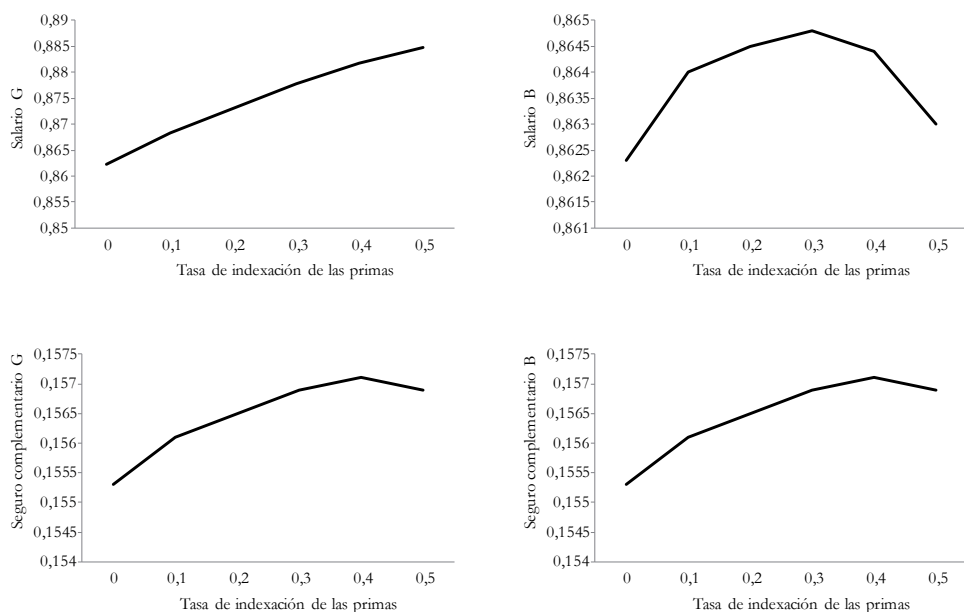 Salario G
0,89
0,885
0,88
0,875
0,87
0,865
0,86
0,855
0,85
0 0,1 0,2 0,3 0,4 0,5
Tasa de indexación de las primas
Salario B
0,865
0,8645
0,864
0,8635
0,863
0,8625
0,862
0,8615
0,861
0 0,1 0,2 0,3 0,4 0,5
Tasa de indexación de las primas
Seguro complementario G
0,1575
0,157
0,1565
0,156
0,1555
0,155
0,1545
0,154
0 0,1 0,2 0,3 0,4 0,5
Tasa de indexación de las primas
Seguro complementario B
0,1575
0,157
0,1565
0,156
0,1555
0,155
0,1545
0,154
0 0,1 0,2 0,3 0,4 0,5
Tasa de indexación de las primas